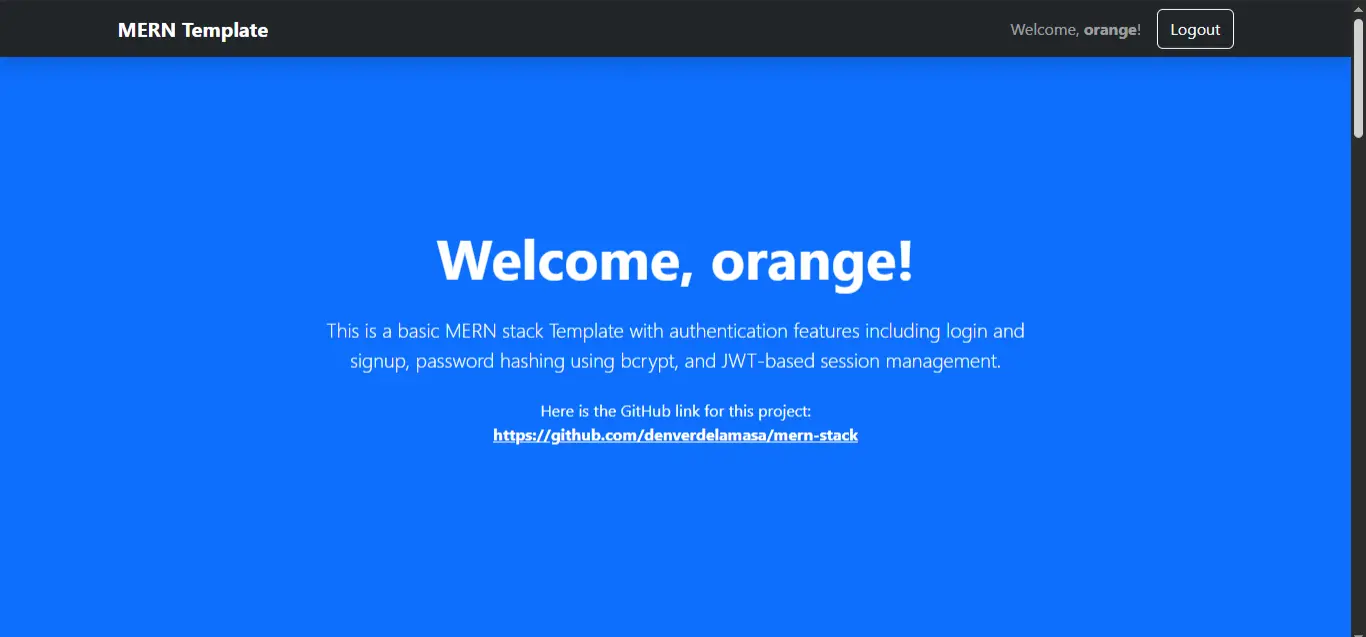 MERN Template
Welcome, orange!
Logout
Welcome, orange!
This is a basic MERN stack Template with authentication features including login and
signup, password hashing using bcrypt, and JWT-based session management.
Here is the GitHub link for this project:
https://github.com/denverdelamasa/mern-stack